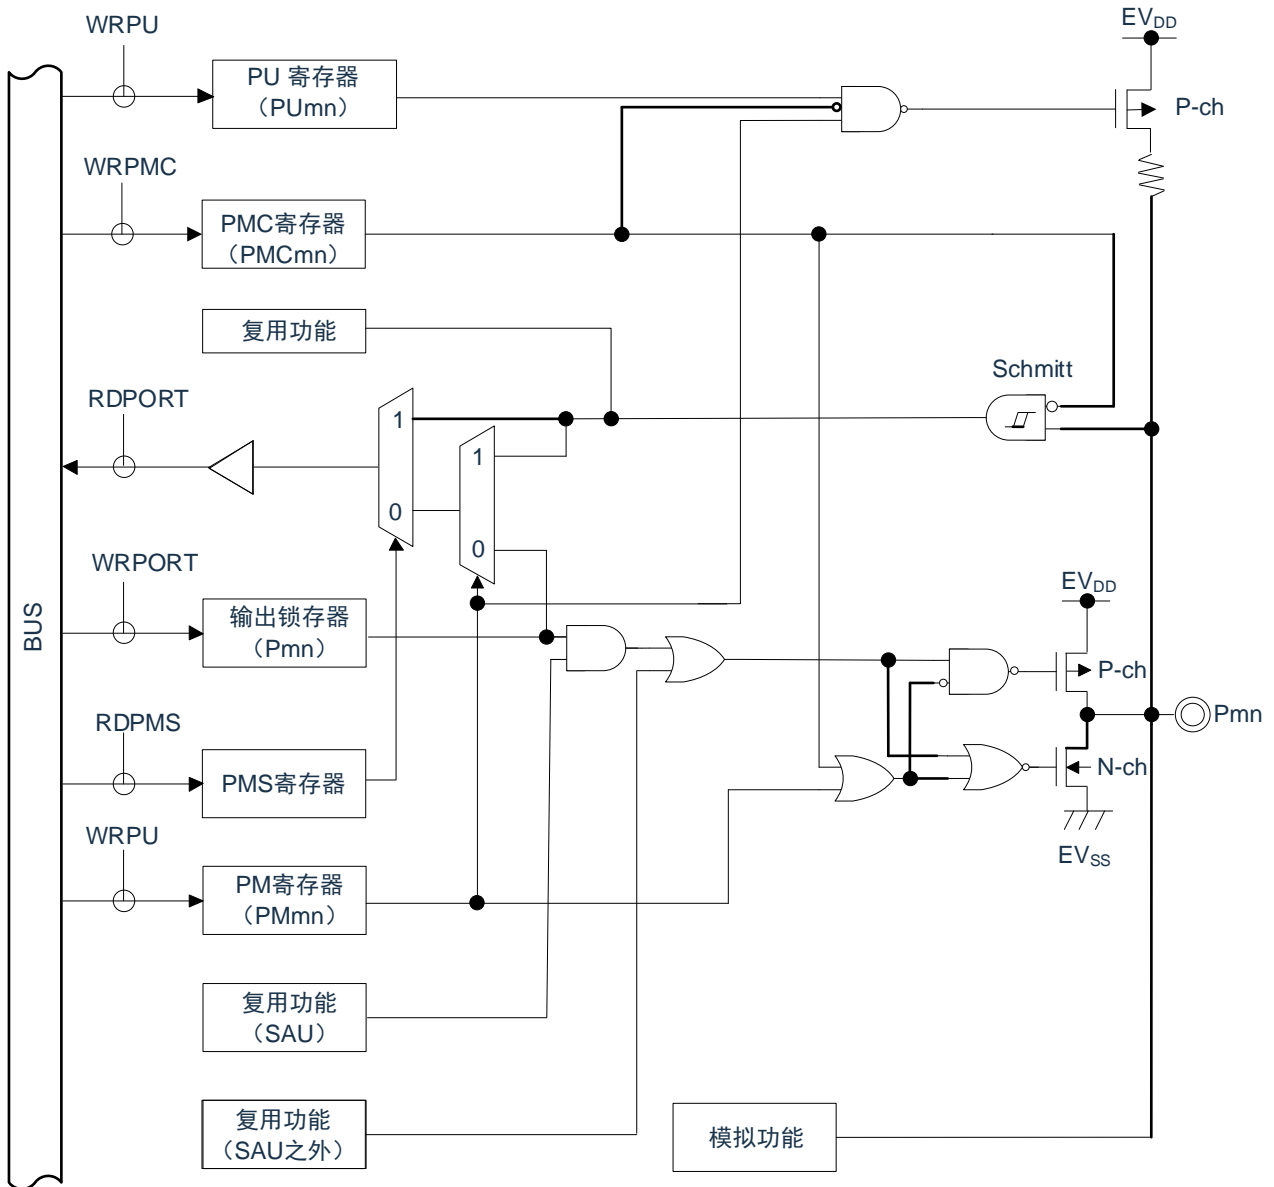 WRPU
EVDD
PU 寄存器
（PUmn）
P-ch
WRPMC
PMC寄存器
（PMCmn）
复用功能
Schmitt
RDPORT
1
1
0
0
WRPORT
EVDD
BUS
输出锁存器
（Pmn）
P-ch
RDPMS
Pmn
PMS寄存器
N-ch
WRPU
EVSS
PM寄存器
（PMmn）
复用功能
（SAU）
复用功能
（SAU之外）
模拟功能